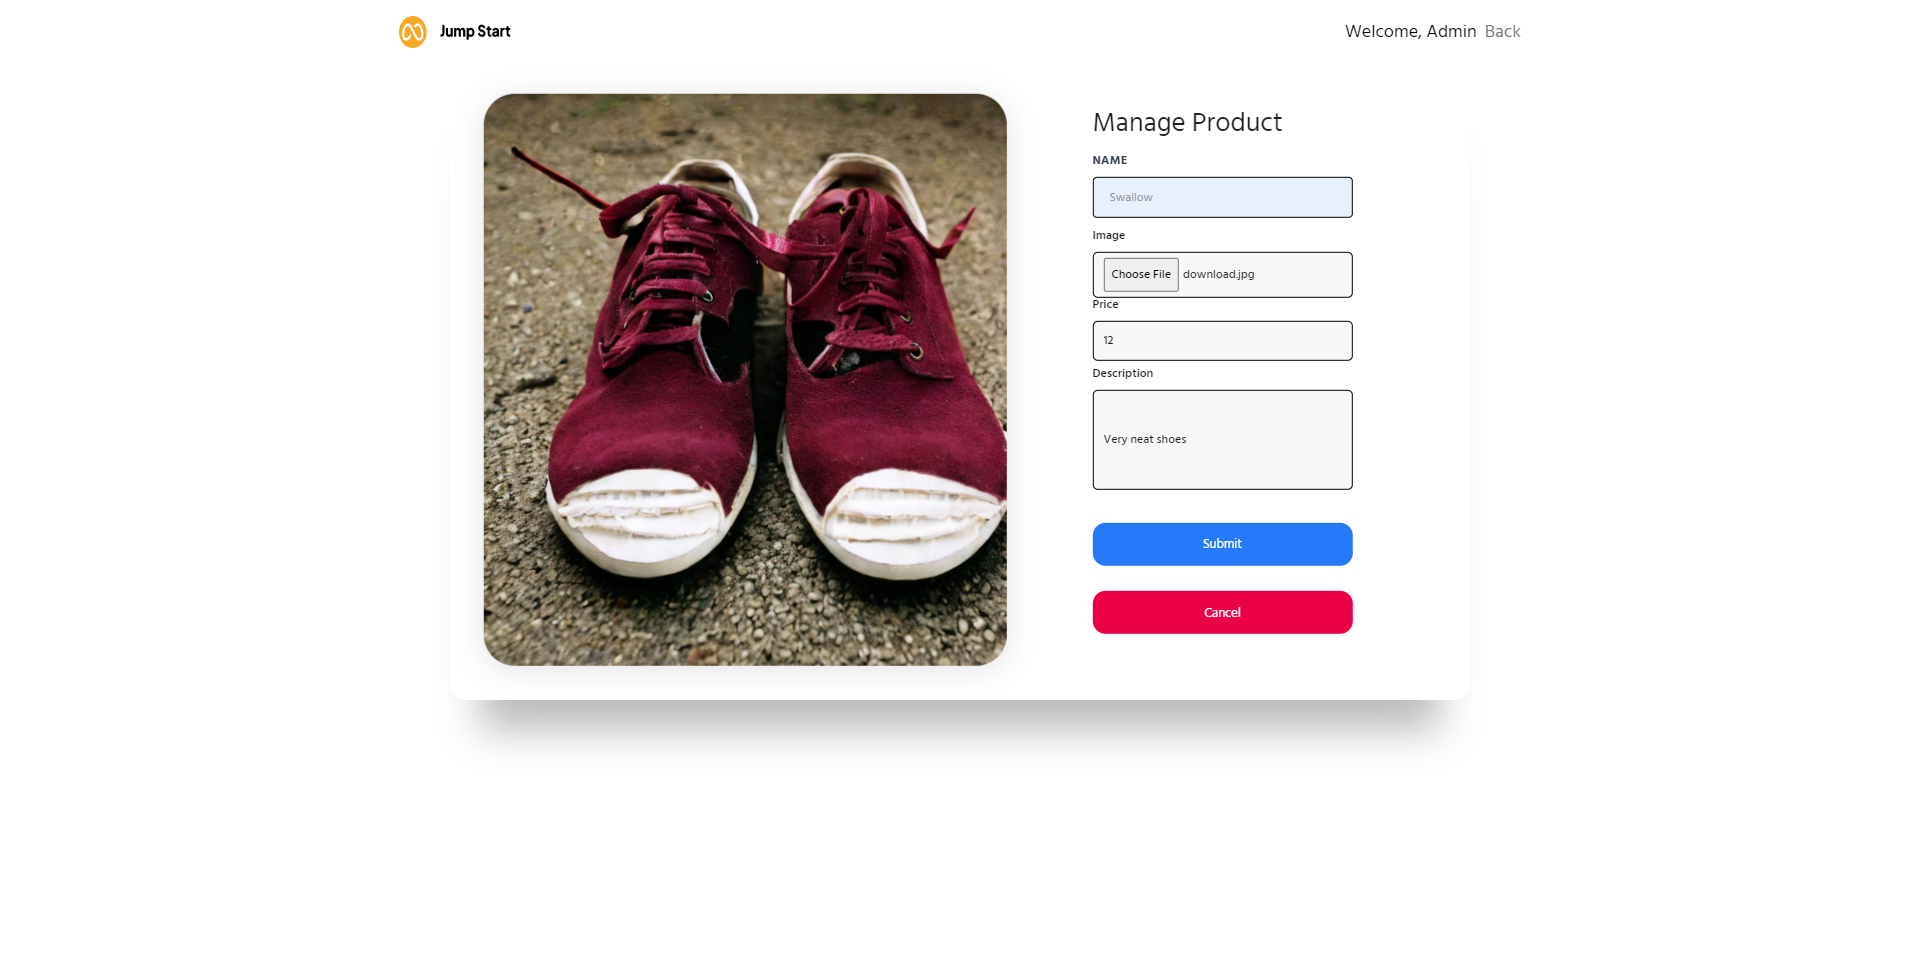 Jump Start
Welcome, Admin Back
Manage Product
NAME
Swallow
Image
Choose File download.jpg
Price
12
Description
Very neat shoes
Submit
Cancel